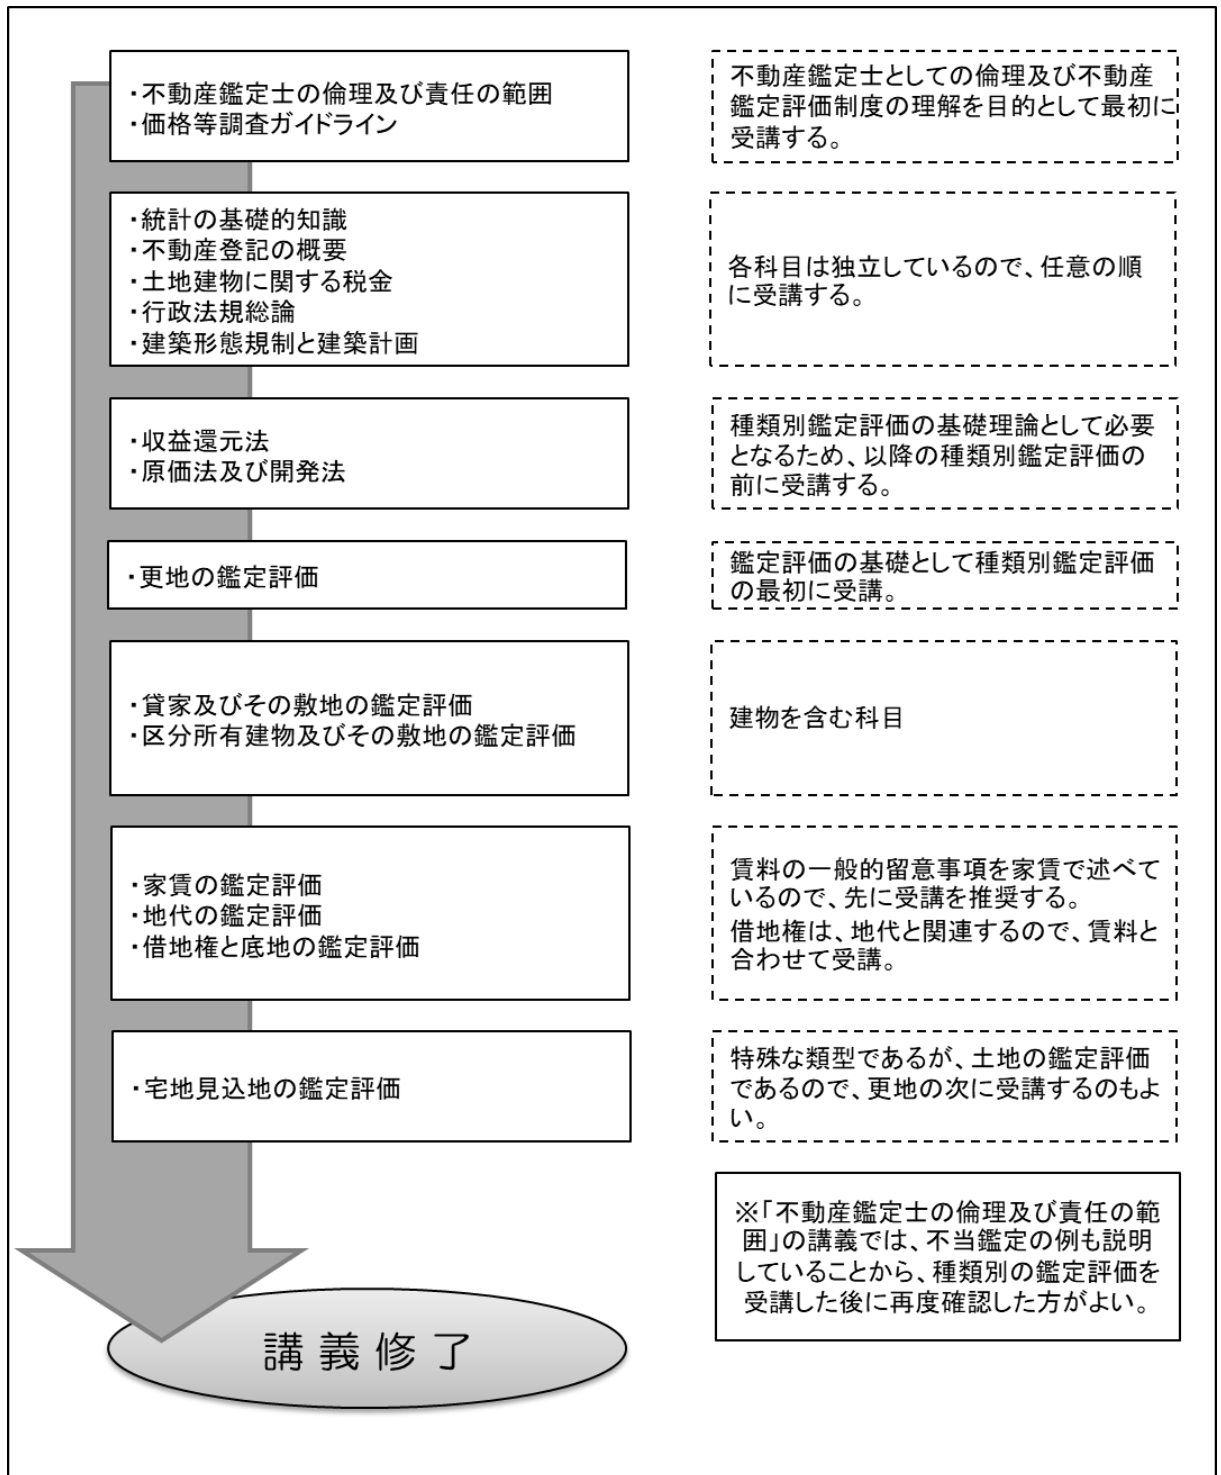 ・不動産鑑定士の倫理及び責任の範囲
・価格等調査ガイドライン
不動産鑑定士としての倫理及び不動産
鑑定評価制度の理解を目的として最初に
受講する。
・統計の基礎的知識
・不動産登記の概要
・土地建物に関する税金
・行政法規総論
・建築形態規制と建築計画
各科目は独立しているので、任意の順
に受講する。
・収益還元法
・原価法及び開発法
種類別鑑定評価の基礎理論として必要
となるため、以降の種類別鑑定評価の
前に受講する。
・更地の鑑定評価
鑑定評価の基礎として種類別鑑定評価
の最初に受講。
・貸家及びその敷地の鑑定評価
・区分所有建物及びその敷地の鑑定評価
建物を含む科目
・家賃の鑑定評価
・地代の鑑定評価
・借地権と底地の鑑定評価
賃料の一般的留意事項を家賃で述べて
いるので、先に受講を推奨する。
借地権は、地代と関連するので、賃料と
合わせて受講。
・宅地見込地の鑑定評価
特殊な類型であるが、土地の鑑定評価
であるので、更地の次に受講するのもよ
い。
※「不動産鑑定士の倫理及び責任の範
囲」の講義では、不当鑑定の例も説明
していることから、種類別の鑑定評価を
受講した後に再度確認した方がよい。
講義修了